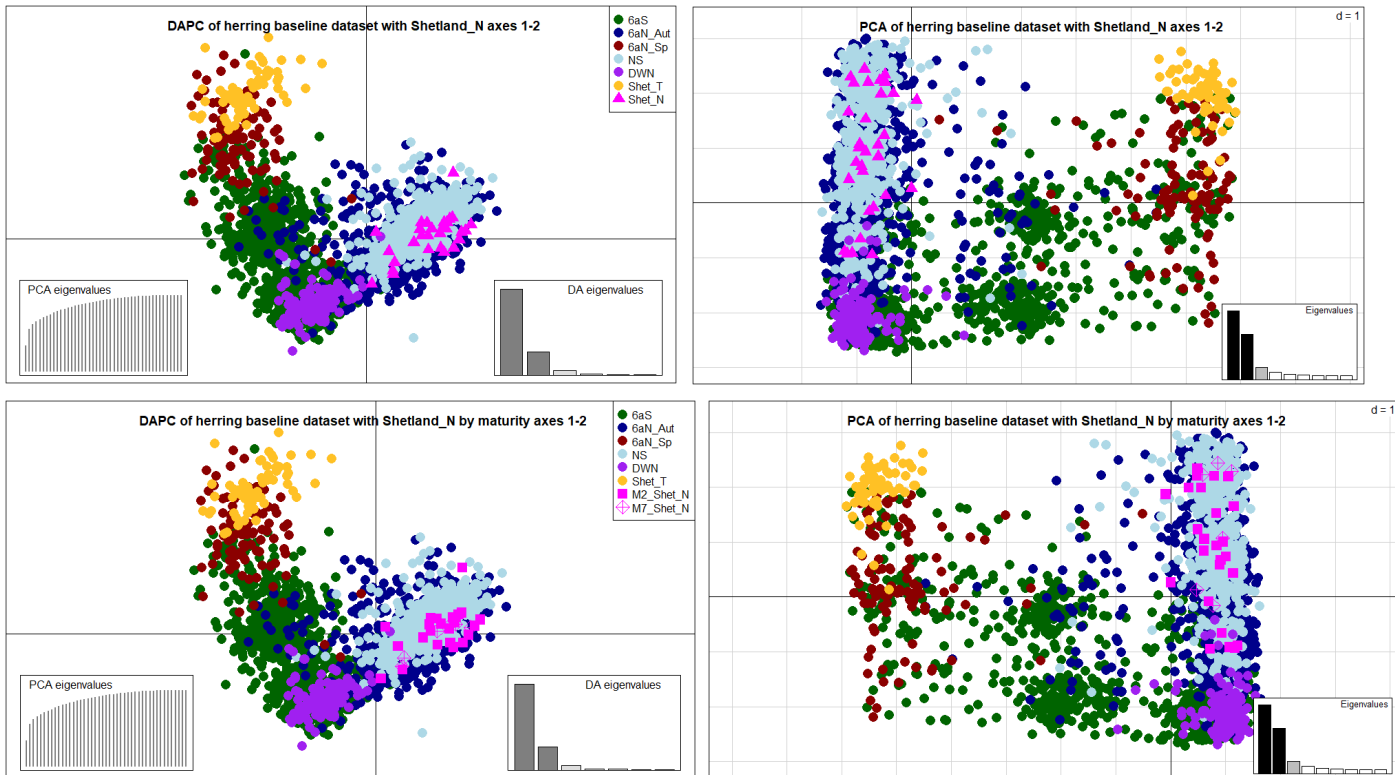 DAPC of herring baseline dataset with Shetland_N axes 1-2
6aS
6aN_Aut
6aN_Sp
NS
DWN
Shet_T
Shet_N
PCA eigenvalues
DA eigenvalues
PCA of herring baseline dataset with Shetland_N axes 1-2
d = 1
Eigenvalues
DAPC of herring baseline dataset with Shetland_N by maturity axes 1-2
6aS
6aN_Aut
6aN_Sp
NS
DWN
Shet_T
M2_Shet_N
M7_Shet_N
PCA eigenvalues
DA eigenvalues
PCA of herring baseline dataset with Shetland_N by maturity axes 1-2
d = 1
Eigenvalues